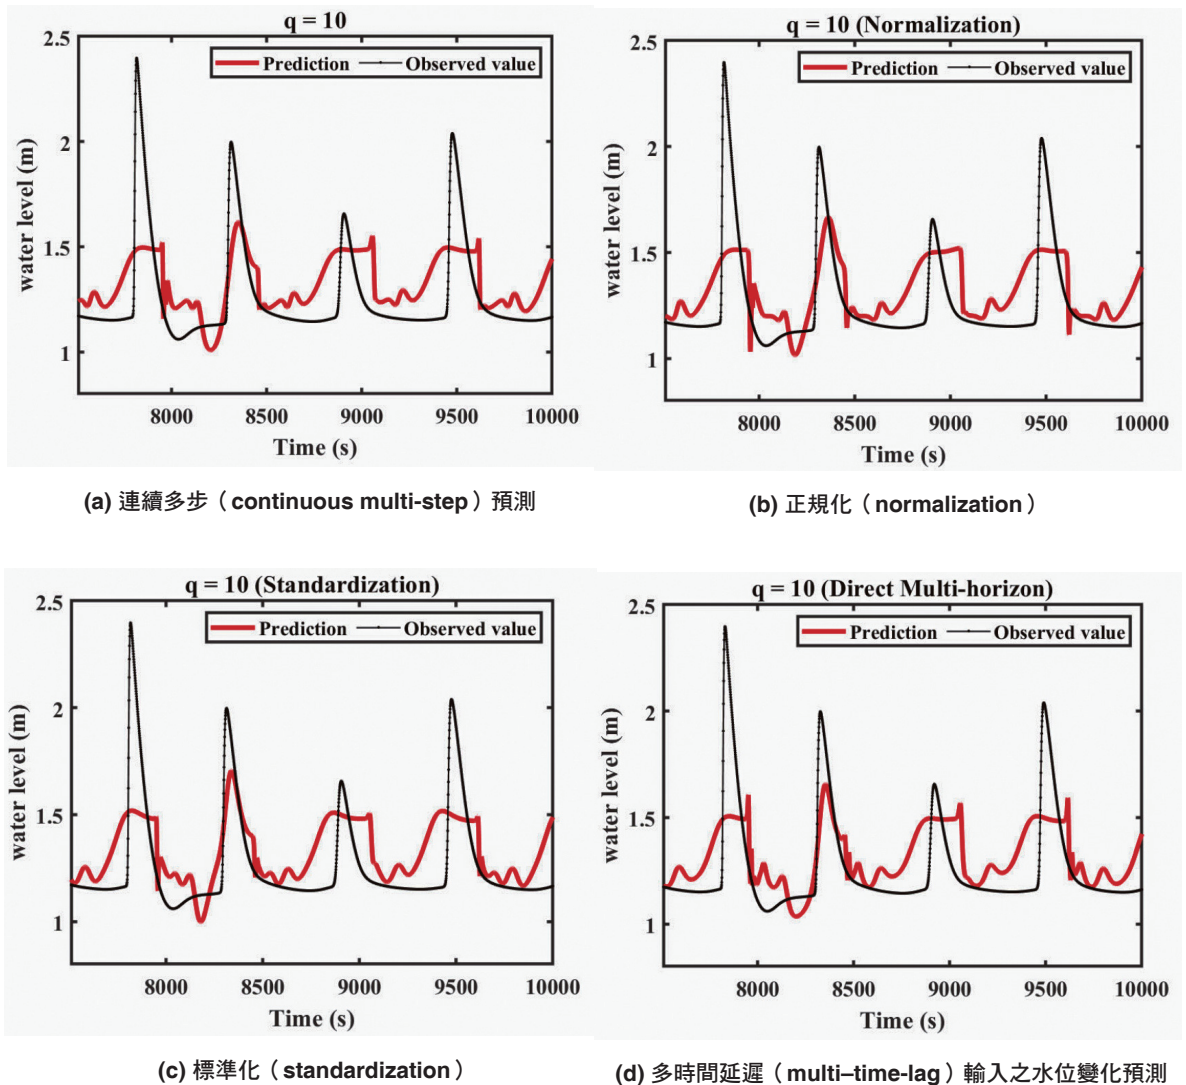 q = 10
2.5
2
1.5
1
water level (m)
Prediction Observed value
8000 8500 9000 9500 10000
Time (s)
(a) 連續多步（continuous multi-step）預測
q = 10 (Normalization)
2.5
2
1.5
1
water level (m)
Prediction Observed value
8000 8500 9000 9500 10000
Time (s)
(b) 正規化（normalization）
q = 10 (Standardization)
2.5
2
1.5
1
water level (m)
Prediction Observed value
8000 8500 9000 9500 10000
Time (s)
(c) 標準化（standardization）
q = 10 (Direct Multi-horizon)
2.5
2
1.5
1
water level (m)
Prediction Observed value
8000 8500 9000 9500 10000
Time (s)
(d) 多時間延遲（multi–time-lag）輸入之水位變化預測